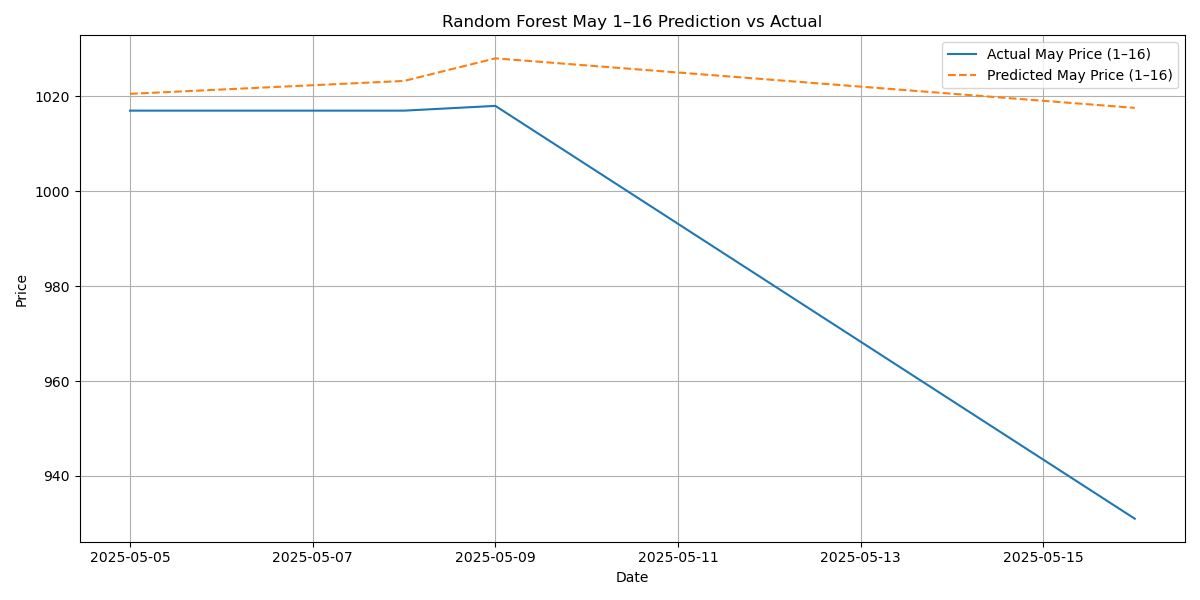 Random Forest May 1–16 Prediction vs Actual
Actual May Price (1–16)
Predicted May Price (1–16)
Price
1020
1000
980
960
940
2025-05-05
2025-05-07
2025-05-09
2025-05-11
2025-05-13
2025-05-15
Date